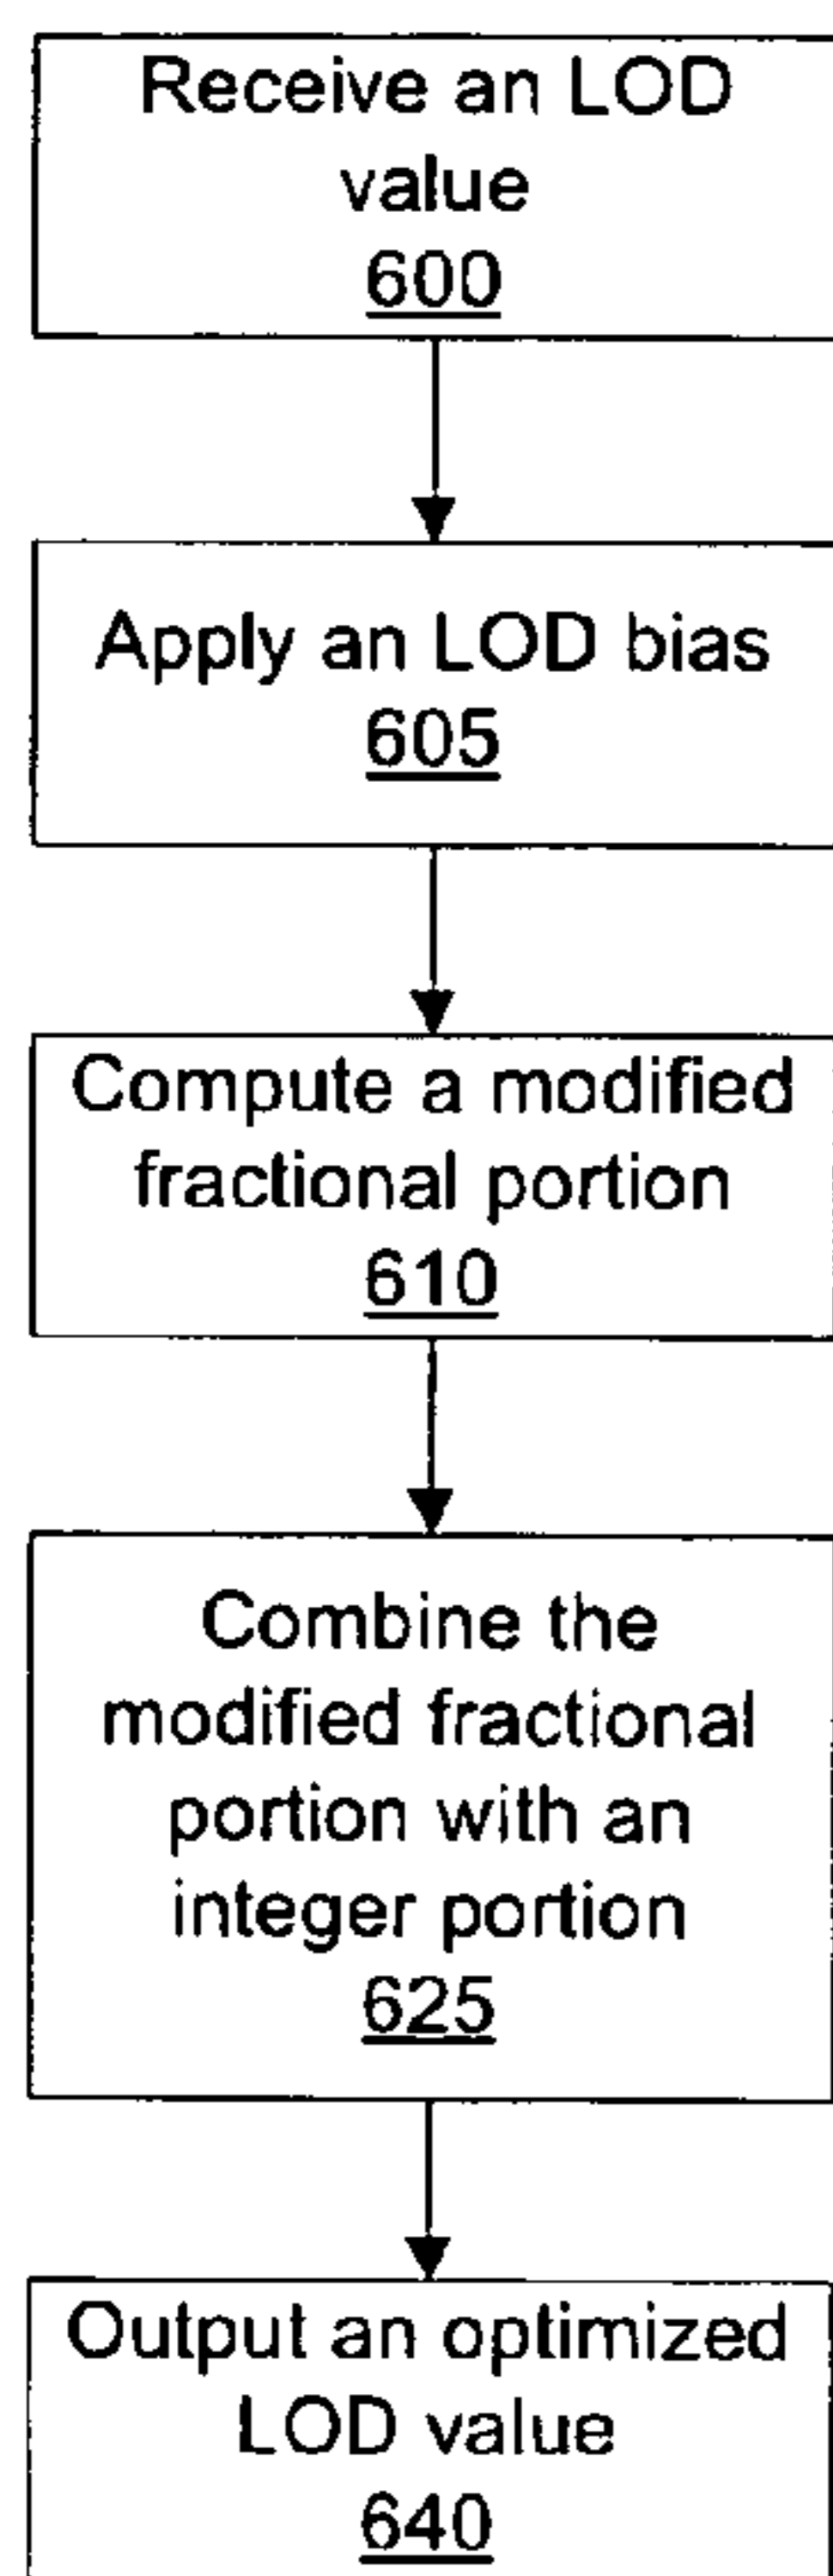 Receive an LOD
value
600
Apply an LOD bias
605
Compute a modified
fractional portion
610
Combine the
modified fractional
portion with an
integer portion
625
Output an optimized
LOD value
640